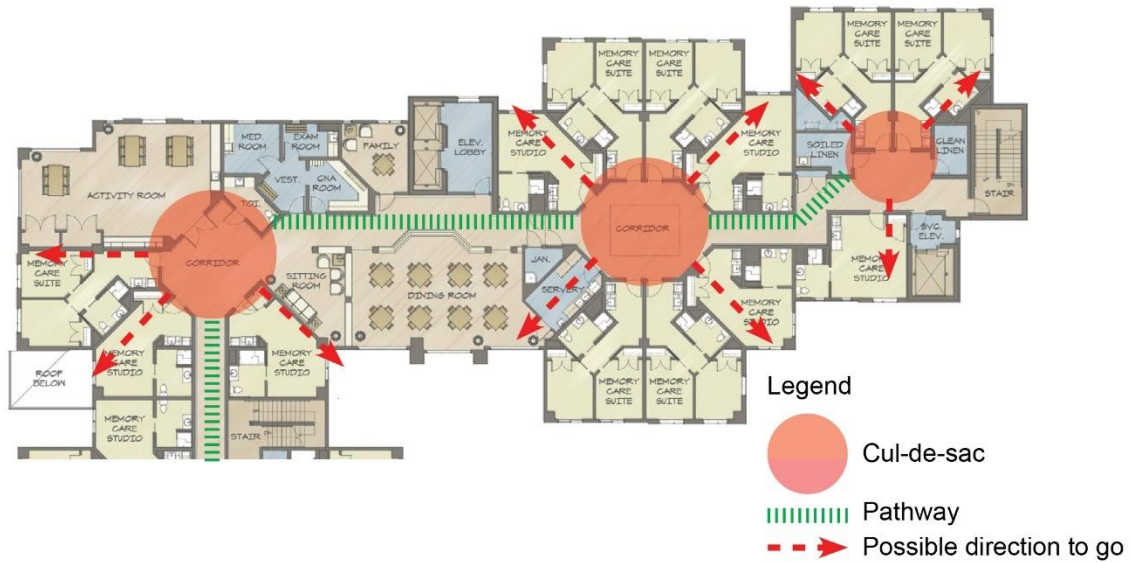 MEMORY
CARE
SUITE
MEMORY
CARE
SUITE
MEMORY
CARE
SUITE
MEMORY
CARE
SUITE
MED.
ROOM
EXAM
ROOM
FAMILY
ELEV.
LOBBY
MEMORY
CARE
STUDIO
MEMORY
CARE
STUDIO
SOILED
LINEN
CLEAN
LINEN
STAIR
ACTIVITY ROOM
VEST.
CNA
ROOM
TOI.
CORRIDOR
CORRIDOR
SVC.
ELEV.
MEMORY
CARE
SUITE
SITTING
ROOM
DINING ROOM
JAN.
SERVERY
MEMORY
CARE
STUDIO
MEMORY
CARE
STUDIO
MEMORY
CARE
STUDIO
MEMORY
CARE
STUDIO
ROOF
BELOW
MEMORY
CARE
SUITE
MEMORY
CARE
SUITE
MEMORY
CARE
STUDIO
STAIR
Legend
Cul-de-sac
Pathway
Possible direction to go